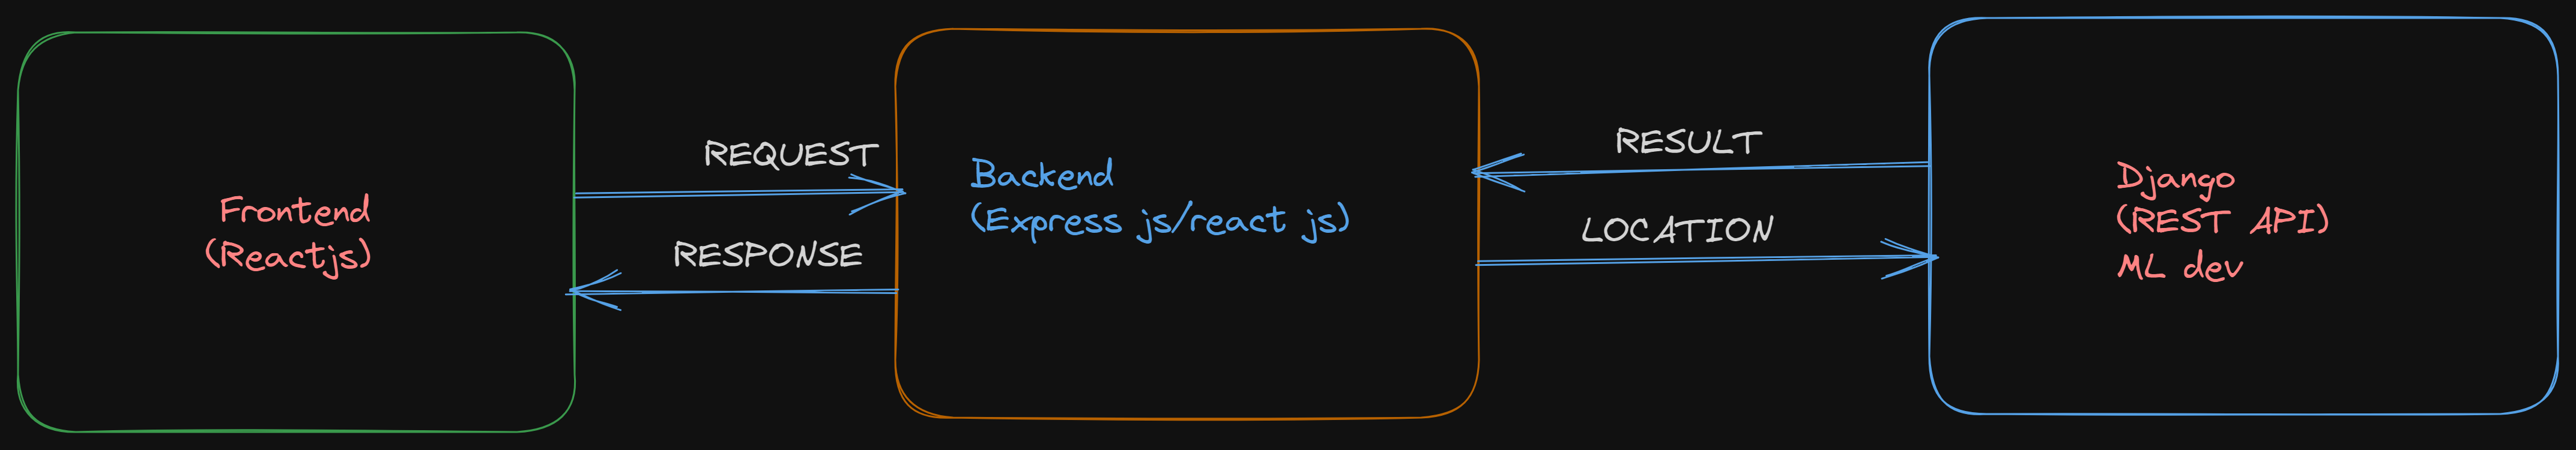 Frontend
(Reactjs)
REQUEST
RESPONSE
Backend
(Express js/react js)
RESULT
LOCATION
Django
(REST API)
ML dev